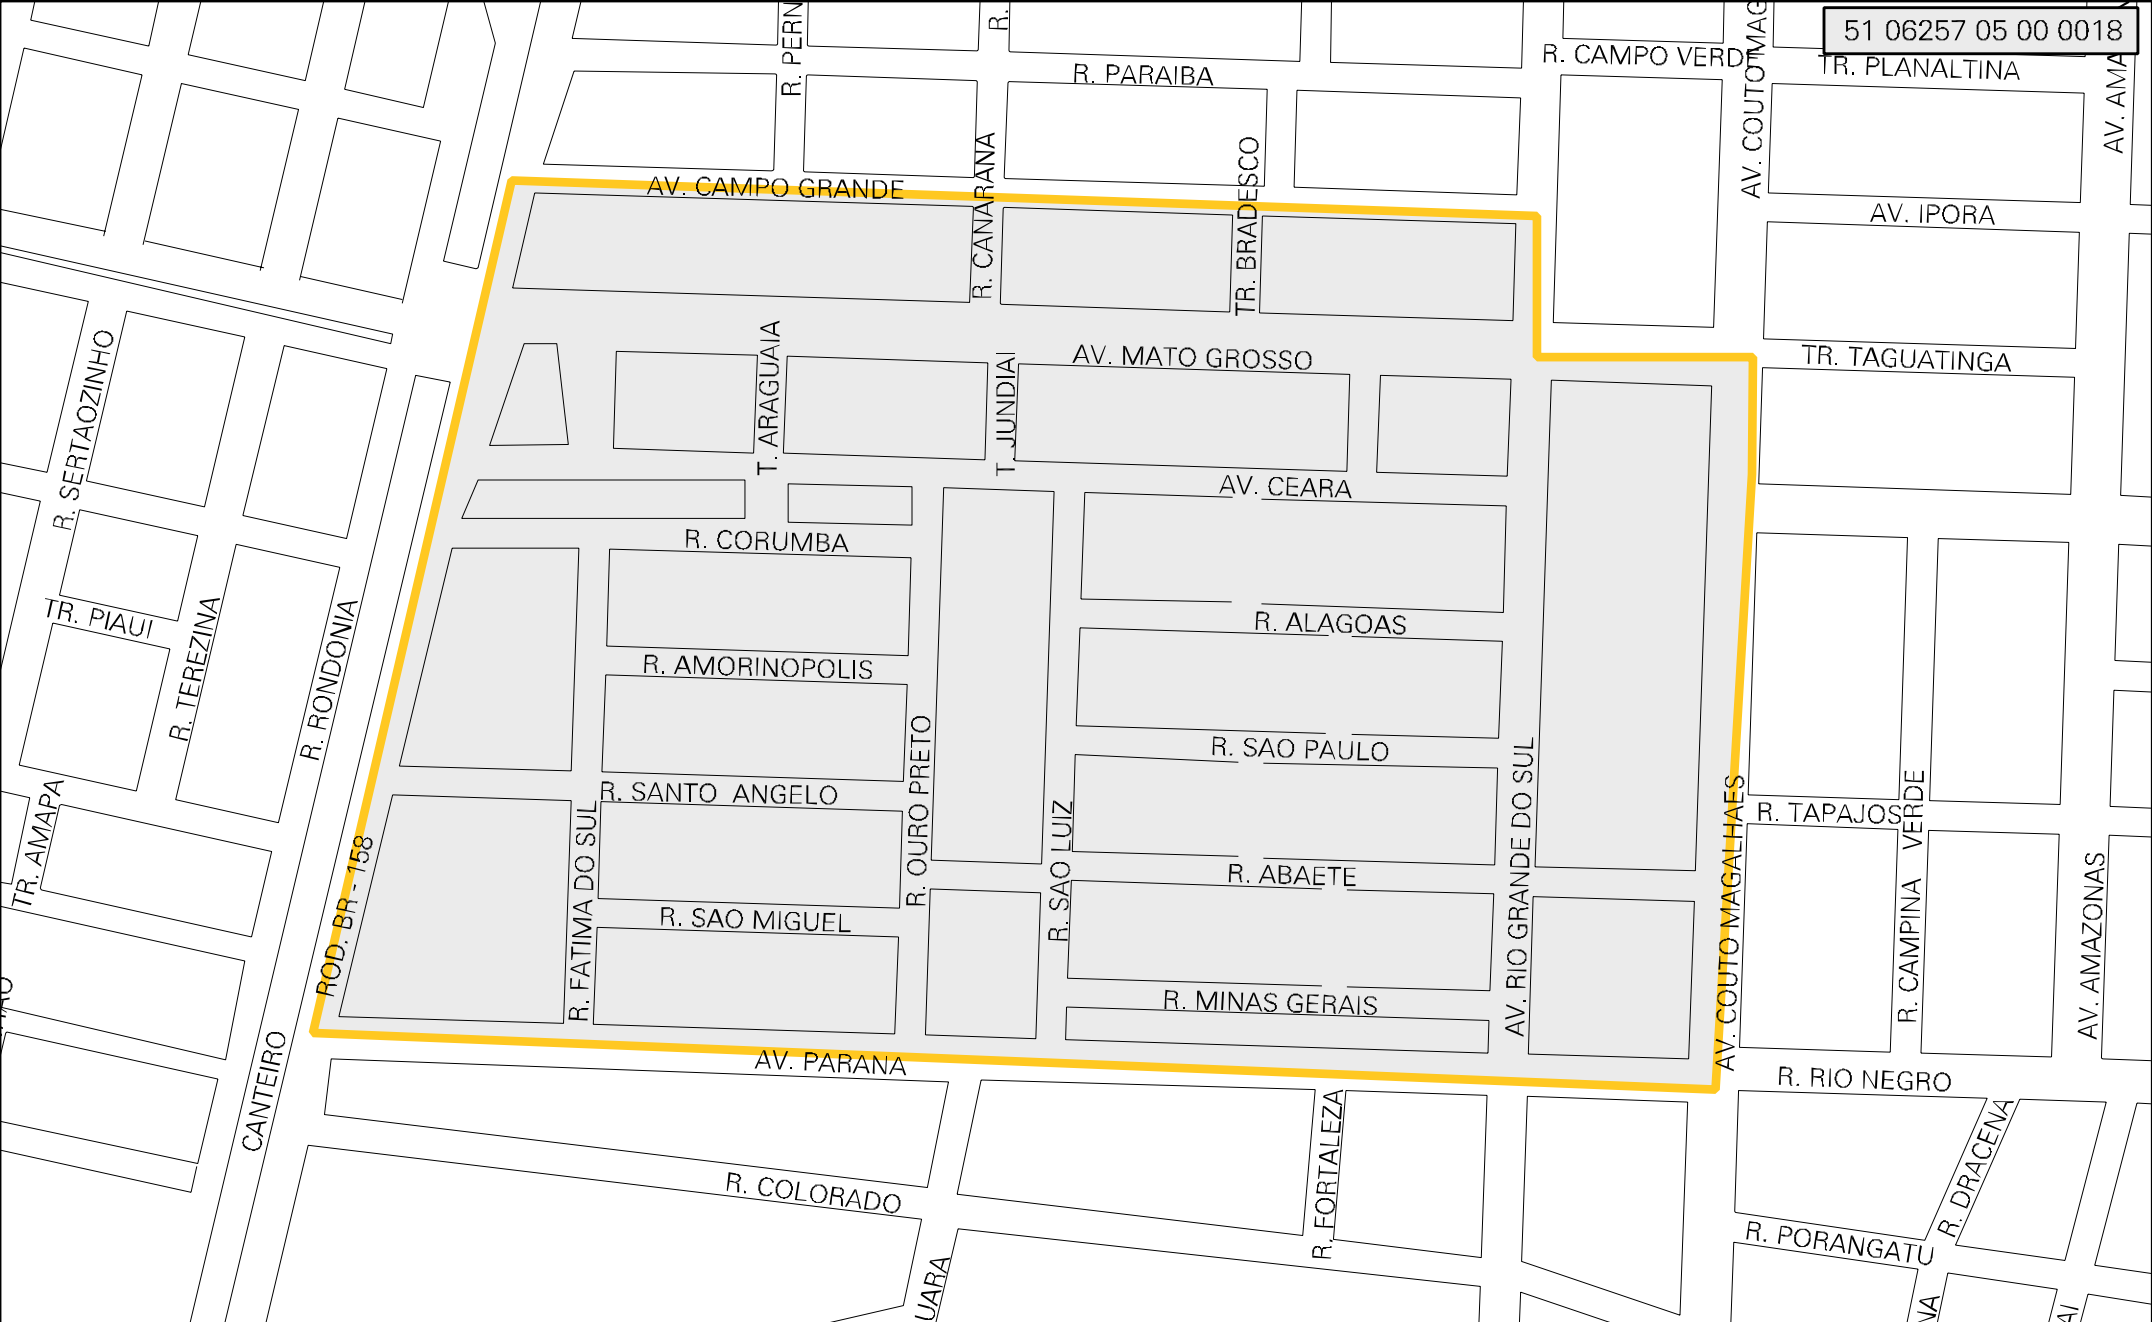 51 06257 05 00 0018
R. PERN
R.
R. CAMPO VERDE
R. PARAIBA
TR. PLANALTINA
AV. COUTO MAG
AV. AMA
AV. CAMPO GRANDE
R. CANARANA
TR. BRADESCO
AV. IPORA
R. SERTAOZINHO
T. ARAGUAIA
T. JUNDIAI
AV. MATO GROSSO
TR. TAGUATINGA
AV. CEARA
R. CORUMBA
TR. PIAUI
R. TEREZINA
R. RONDONIA
R. ALAGOAS
R. AMORINOPOLIS
R. SAO PAULO
R. OURO PRETO
R. SANTO ANGELO
TR. AMAPA
ROD. BR - 158
R. FATIMA DO SUL
R. SAO LUIZ
AV. RIO GRANDE DO SUL
AV. COUTO MAGALHAES
R. TAPAJOS
R. CAMPINA VERDE
AV. AMAZONAS
R. ABAETE
R. SAO MIGUEL
R. MINAS GERAIS
CANTEIRO
AV. PARANA
R. RIO NEGRO
R. FORTALEZA
R. DRACENA
R. COLORADO
R. PORANGATU
UARA
NA
AI